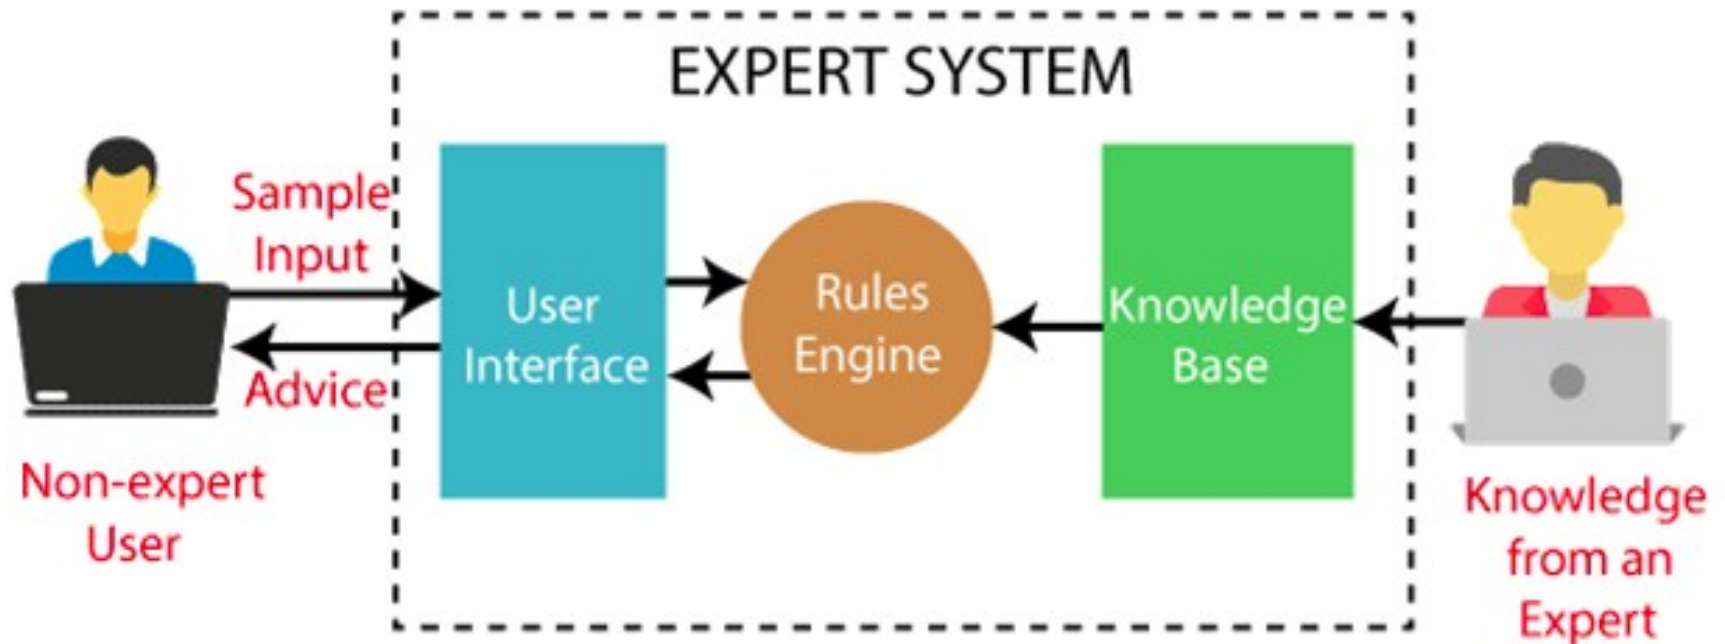 EXPERT SYSTEM
Sample
Input
Advice
Non-expert
User
User
Interface
Rules
Engine
Knowledge
Base
Knowledge
from an
Expert